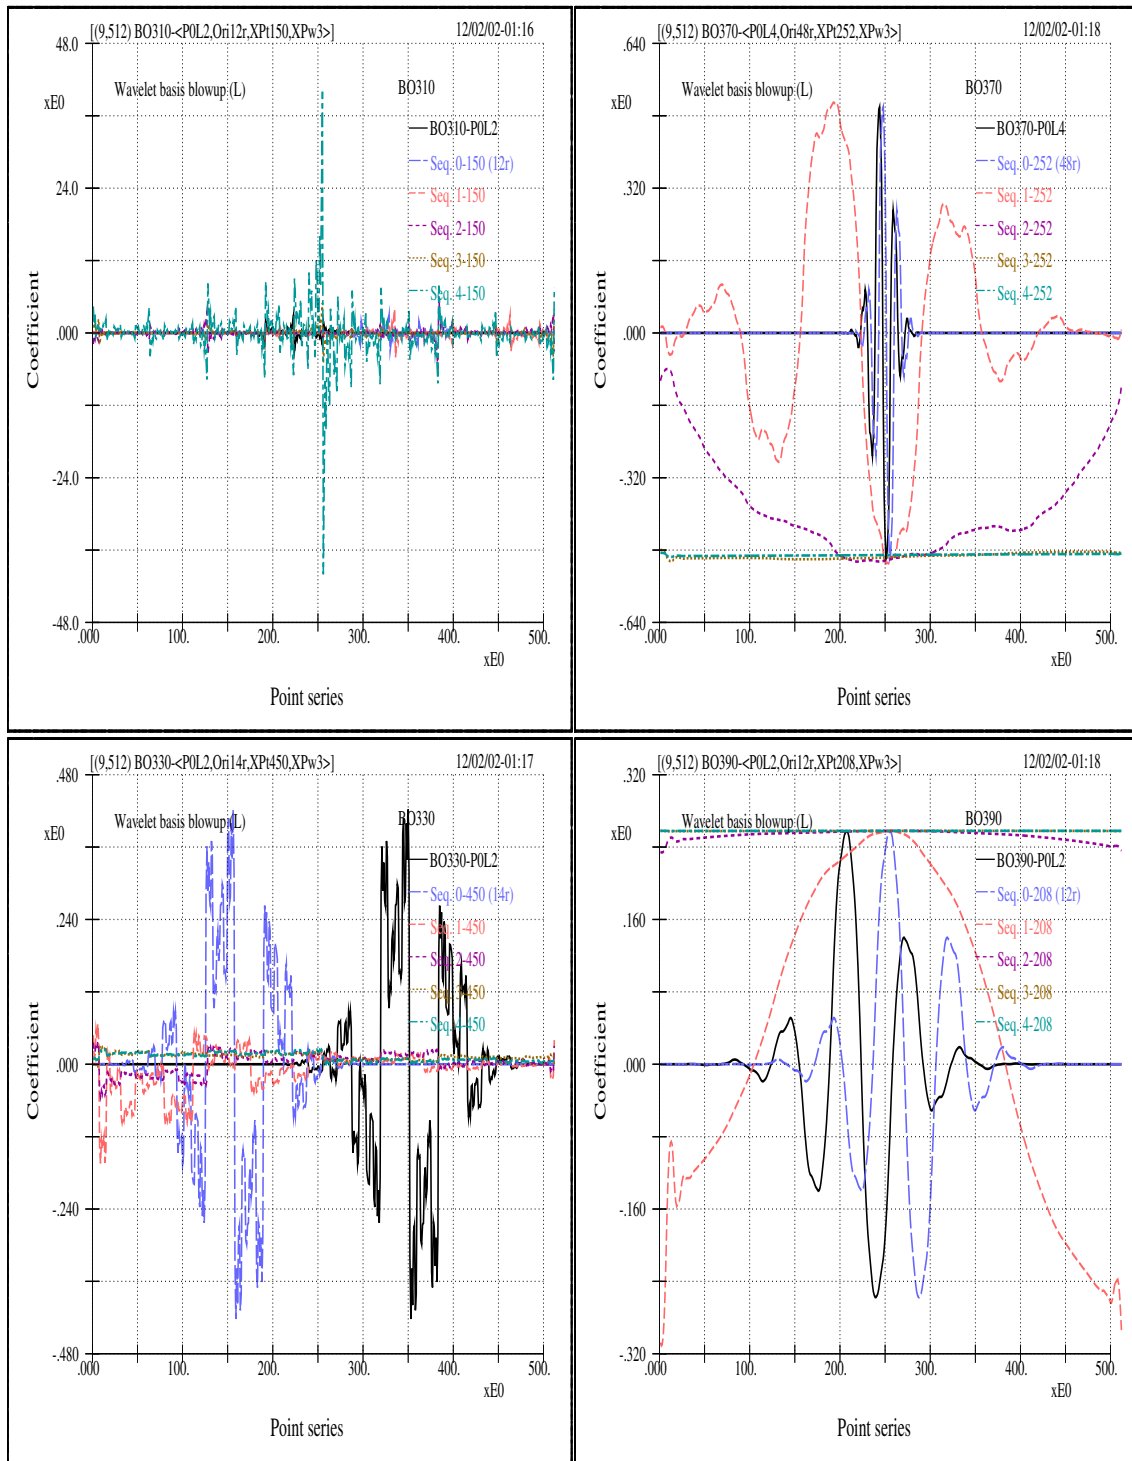 [(9,512) BO310-<P0L2,Ori12r,XPt150,XPw3>] 12/02/02-01:16
48.0
Wavelet basis blowup (L) BO310
xE0
BO310-P0L2
Seq. 0-150 (12r)
24.0
Seq. 1-150
Seq. 2-150
Seq. 3-150
Seq. 4-150
.000
Coefficient
-24.0
-48.0
.000 100. 200. 300. 400. 500.
xE0
Point series
[(9,512) BO370-<P0L4,Ori48r,XPt252,XPw3>] 12/02/02-01:18
.640
Wavelet basis blowup (L) BO370
xE0
BO370-P0L4
Seq. 0-252 (48r)
.320
Seq. 1-252
Seq. 2-252
Seq. 3-252
Seq. 4-252
.000
Coefficient
-.320
-.640
.000 100. 200. 300. 400. 500.
xE0
Point series
[(9,512) BO330-<P0L2,Ori14r,XPt450,XPw3>] 12/02/02-01:17
.480
Wavelet basis blowup (L) BO330
xE0
BO330-P0L2
Seq. 0-450 (14r)
.240
Seq. 1-450
Seq. 2-450
Seq. 3-450
Seq. 4-450
.000
Coefficient
-.240
-.480
.000 100. 200. 300. 400. 500.
xE0
Point series
[(9,512) BO390-<P0L2,Ori12r,XPt208,XPw3>] 12/02/02-01:18
.320
Wavelet basis blowup (L) BO390
xE0
BO390-P0L2
Seq. 0-208 (12r)
.160
Seq. 1-208
Seq. 2-208
Seq. 3-208
Seq. 4-208
.000
Coefficient
-.160
-.320
.000 100. 200. 300. 400. 500.
xE0
Point series